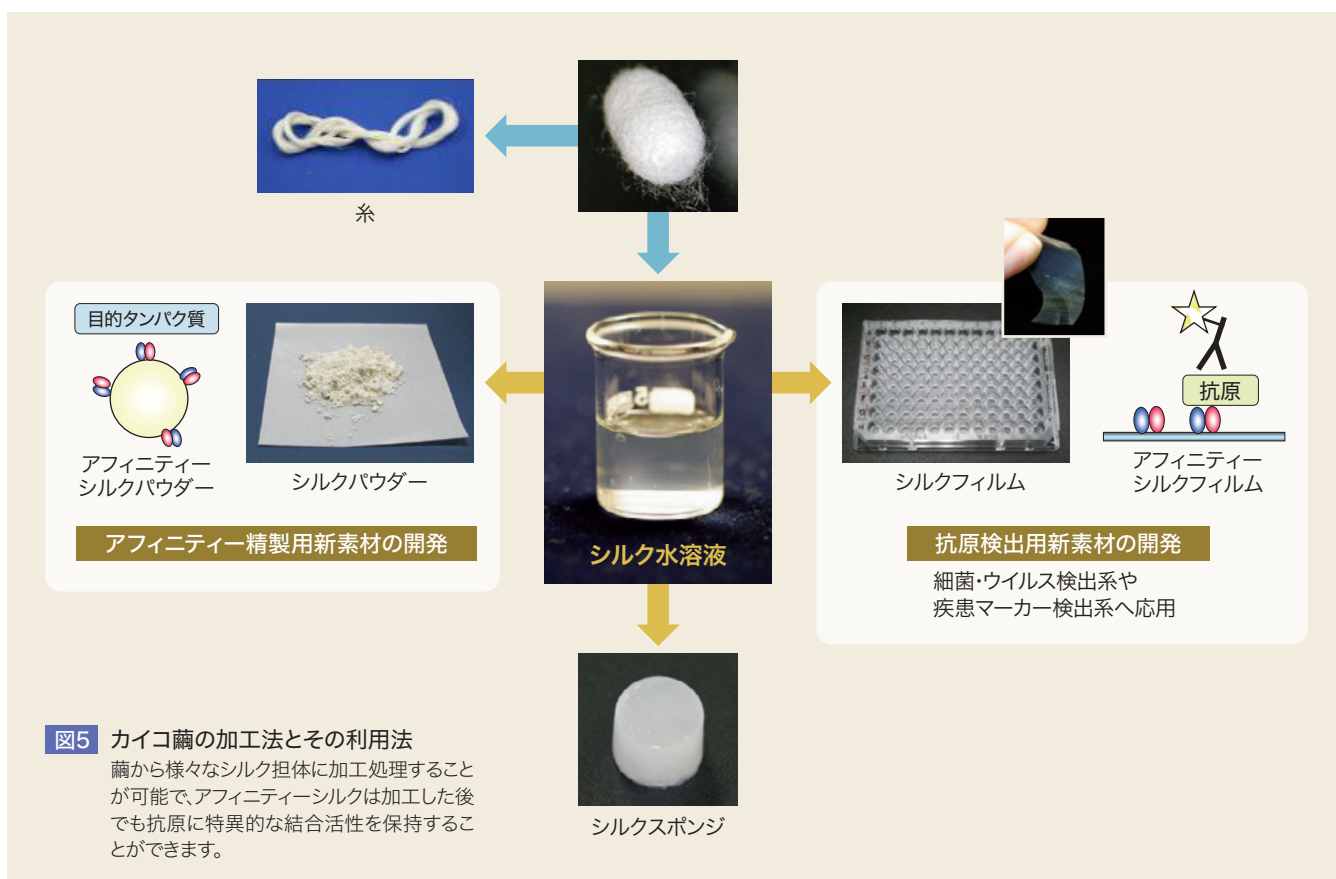 糸
目的タンパク質
アフィニティー
シルクパウダー
シルクパウダー
アフィニティー精製用新素材の開発
シルク水溶液
シルクフィルム
抗原
アフィニティー
シルクフィルム
抗原検出用新素材の開発
細菌・ウイルス検出系や
疾患マーカー検出系へ応用
シルクスポンジ
図5 カイコ繭の加工法とその利用法
繭から様々なシルク担体に加工処理すること
が可能で、アフィニティーシルクは加工した後
でも抗原に特異的な結合活性を保持するこ
とができます。